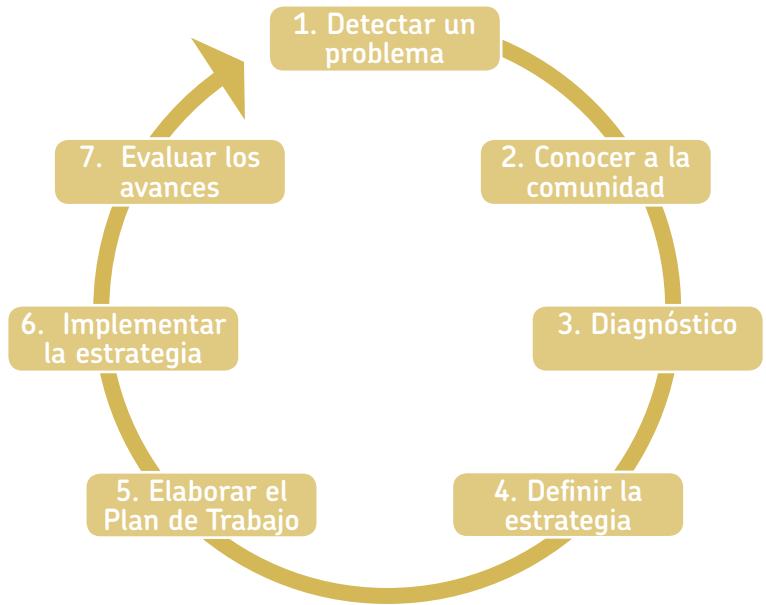 1. Detectar un
problema
2. Conocer a la
comunidad
3. Diagnóstico
4. Definir la
estrategia
5. Elaborar el
Plan de Trabajo
6. Implementar
la estrategia
7. Evaluar los
avances